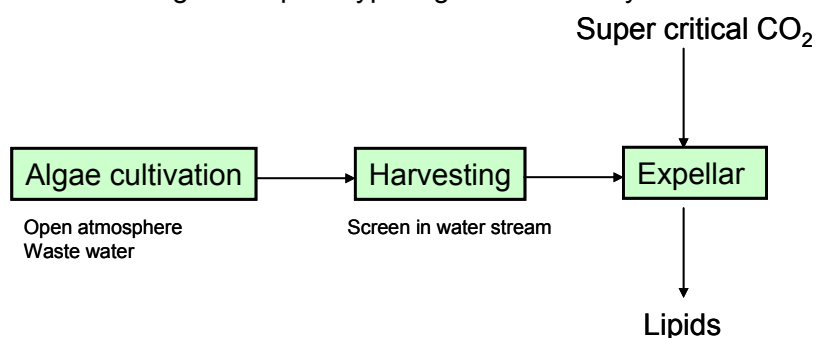 Super critical CO₂
Algae cultivation
Harvesting
Expellar
Open atmosphere
Waste water
Screen in water stream
Lipids